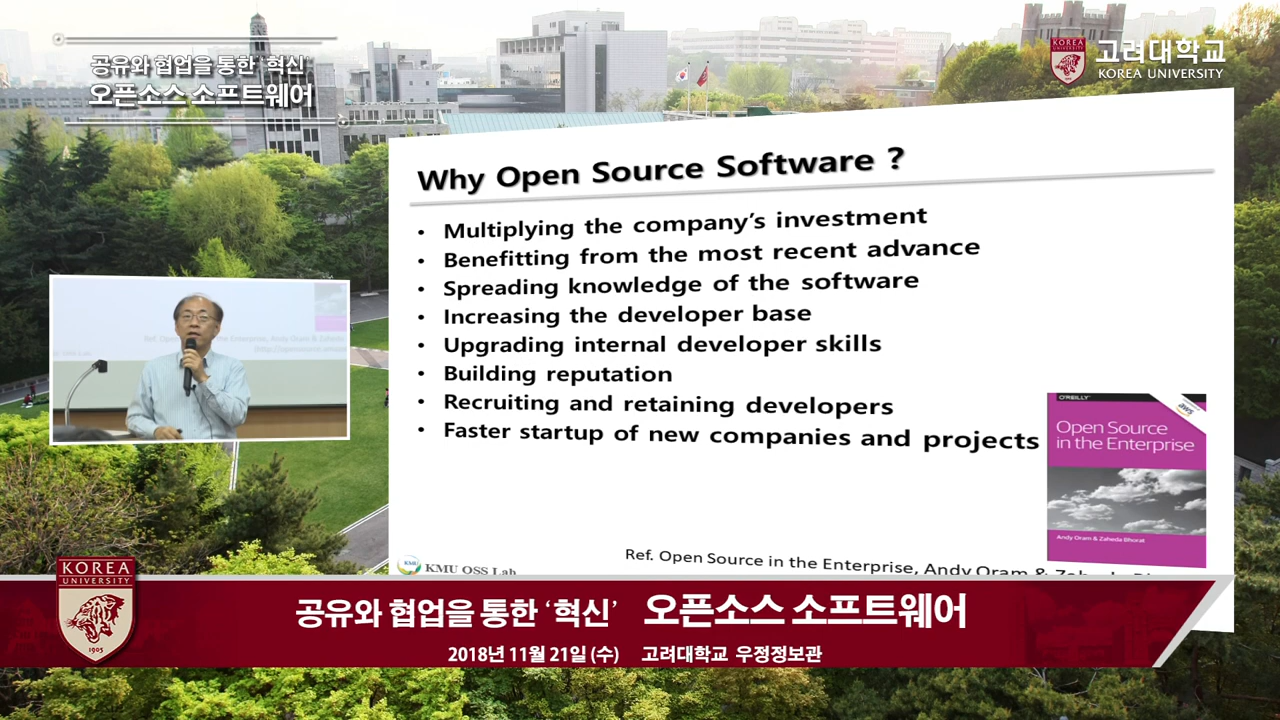 공유와 협업을 통한 '혁신'
오픈소스 소프트웨어
KOREA
고려대학교
KOREA UNIVERSITY
Why Open Source Software ?
• Multiplying the company's investment
• Benefitting from the most recent advance
• Spreading knowledge of the software
• Increasing the developer base
• Upgrading internal developer skills
• Building reputation
• Recruiting and retaining developers
• Faster startup of new companies and projects
O'REILLY
Open Source
in the Enterprise
Andy Oram & Zaheda Bhorat
Ref. Open Source in the Enterprise, Andy Oram &
KMU
KMU OSS Lab
KOREA
UNIVERSITY
1905
공유와 협업을 통한 '혁신' 오픈소스 소프트웨어
2018년 11월 21일 (수) 고려대학교 우정정보관